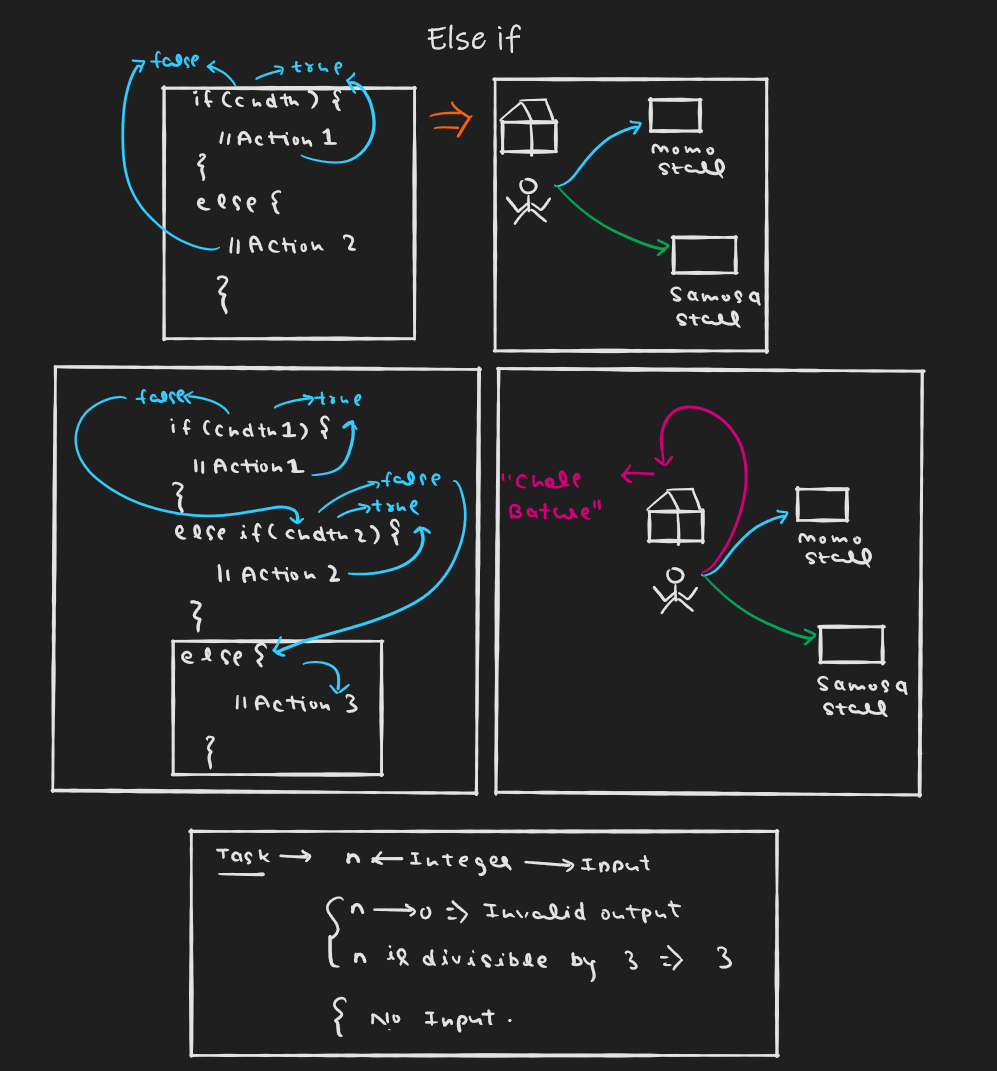 Else if
false true
if (cndtn) {
//Action 1
{
else {
//Action 2
{
momo
stall
Samosa
stall
false true
if (cndtn1) {
//Action1
}
false
true
else if (cndtn2) {
//Action 2
}
else {
//Action 3
}
"Chole
Bature"
momo
stall
Samosa
stall
Task → n ← Integer → Input
{ n → 0 => Invalid output
n is divisible by 3 => 3
{ No Input.